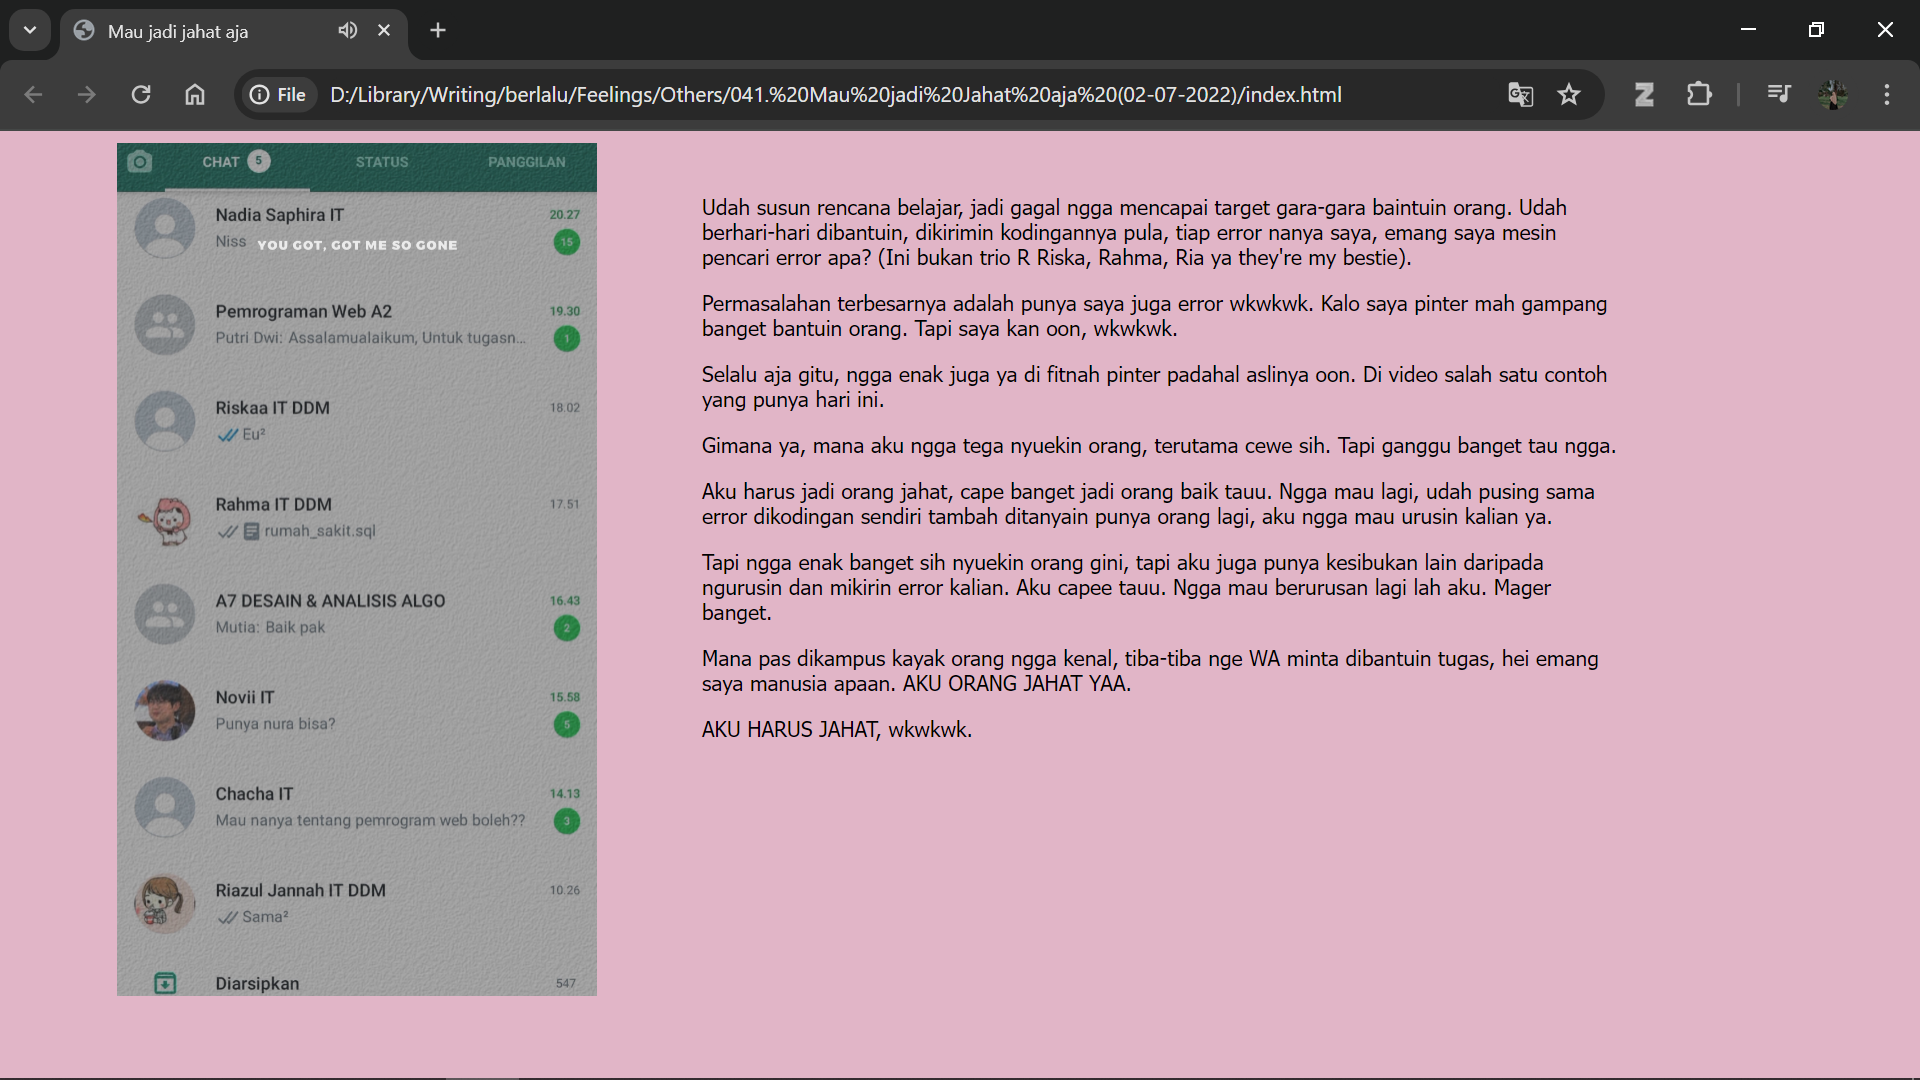 Mau jadi jahat aja
File
D:/Library/Writing/berlalu/Feelings/Others/041.%20Mau%20jadi%20Jahat%20aja%20(02-07-2022)/index.html
CHAT 5 STATUS PANGGILAN
Nadia Saphira IT 20.27
Niss 15
YOU GOT, GOT ME SO GONE
Pemrograman Web A2 19.30
Putri Dwi: Assalamualaikum, Untuk tugasn... 1
Riskaa IT DDM 18.02
Eu²
Rahma IT DDM 17.51
rumah_sakit.sql
A7 DESAIN & ANALISIS ALGO 16.43
Mutia: Baik pak 2
Novii IT 15.58
Punya nura bisa? 5
Chacha IT 14.13
Mau nanya tentang pemrogram web boleh?? 3
Riazul Jannah IT DDM 10.26
Sama²
Diarsipkan 547
Udah susun rencana belajar, jadi gagal ngga mencapai target gara-gara baintuin orang. Udah
berhari-hari dibantuin, dikirimin kodingannya pula, tiap error nanya saya, emang saya mesin
pencari error apa? (Ini bukan trio R Riska, Rahma, Ria ya they're my bestie).
Permasalahan terbesarnya adalah punya saya juga error wkwkwk. Kalo saya pinter mah gampang
banget bantuin orang. Tapi saya kan oon, wkwkwk.
Selalu aja gitu, ngga enak juga ya di fitnah pinter padahal aslinya oon. Di video salah satu contoh
yang punya hari ini.
Gimana ya, mana aku ngga tega nyuekin orang, terutama cewe sih. Tapi ganggu banget tau ngga.
Aku harus jadi orang jahat, cape banget jadi orang baik tauu. Ngga mau lagi, udah pusing sama
error dikodingan sendiri tambah ditanyain punya orang lagi, aku ngga mau urusin kalian ya.
Tapi ngga enak banget sih nyuekin orang gini, tapi aku juga punya kesibukan lain daripada
ngurusin dan mikirin error kalian. Aku capee tauu. Ngga mau berurusan lagi lah aku. Mager
banget.
Mana pas dikampus kayak orang ngga kenal, tiba-tiba nge WA minta dibantuin tugas, hei emang
saya manusia apaan. AKU ORANG JAHAT YAA.
AKU HARUS JAHAT, wkwkwk.